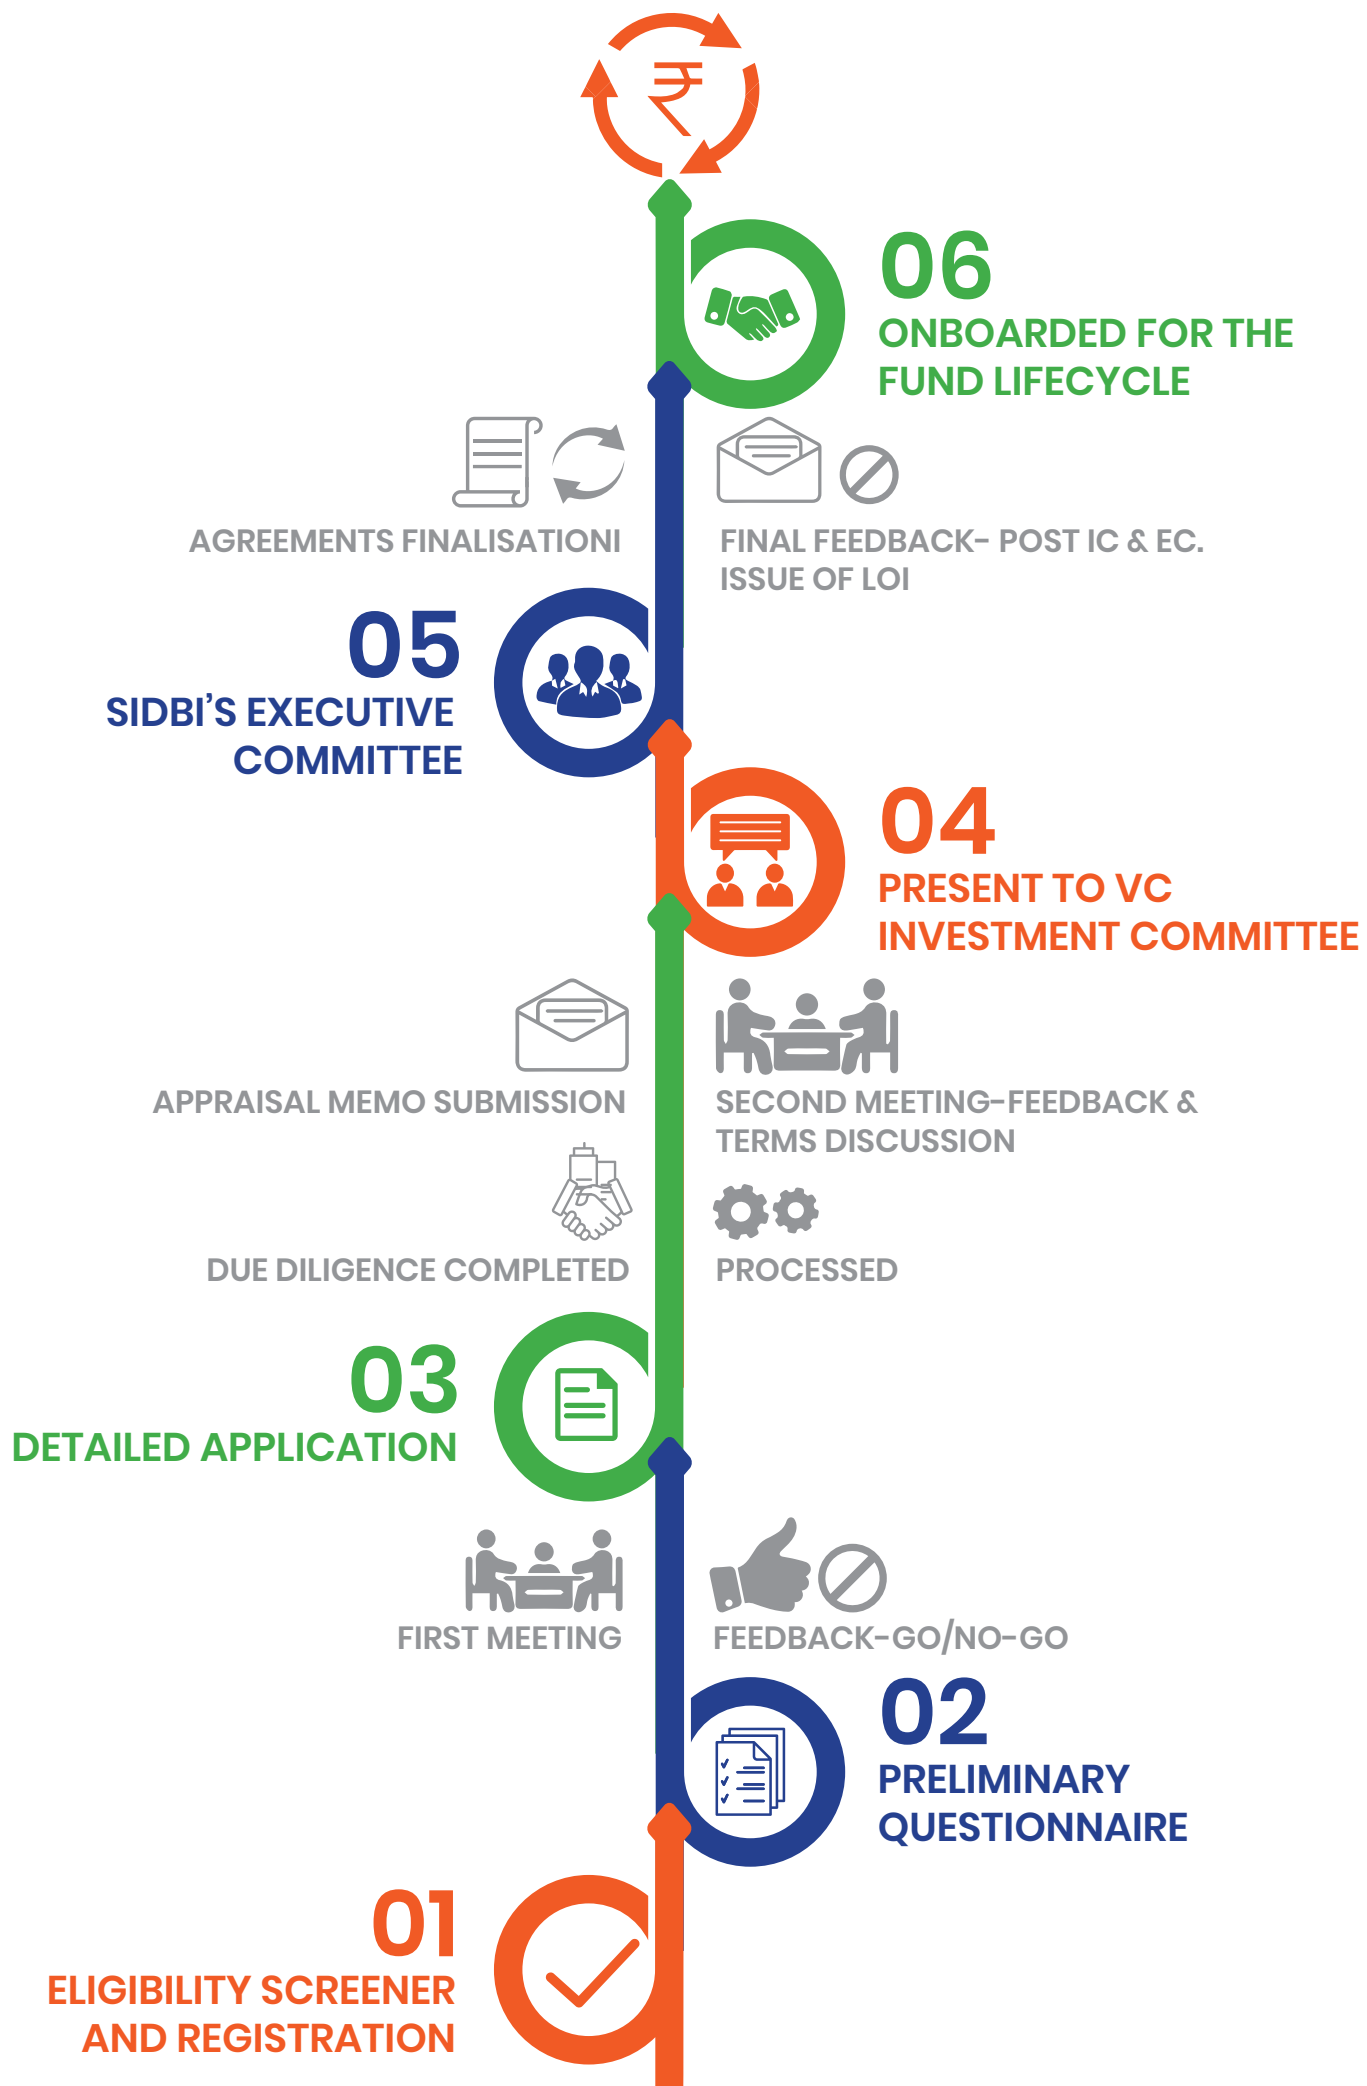 ₹
06
ONBOARDED FOR THE
FUND LIFECYCLE
AGREEMENTS FINALISATIONI
FINAL FEEDBACK- POST IC & EC.
ISSUE OF LOI
05
SIDBI'S EXECUTIVE
COMMITTEE
04
PRESENT TO VC
INVESTMENT COMMITTEE
APPRAISAL MEMO SUBMISSION
SECOND MEETING-FEEDBACK &
TERMS DISCUSSION
DUE DILIGENCE COMPLETED
PROCESSED
03
DETAILED APPLICATION
FIRST MEETING
FEEDBACK-GO/NO-GO
02
PRELIMINARY
QUESTIONNAIRE
01
ELIGIBILITY SCREENER
AND REGISTRATION